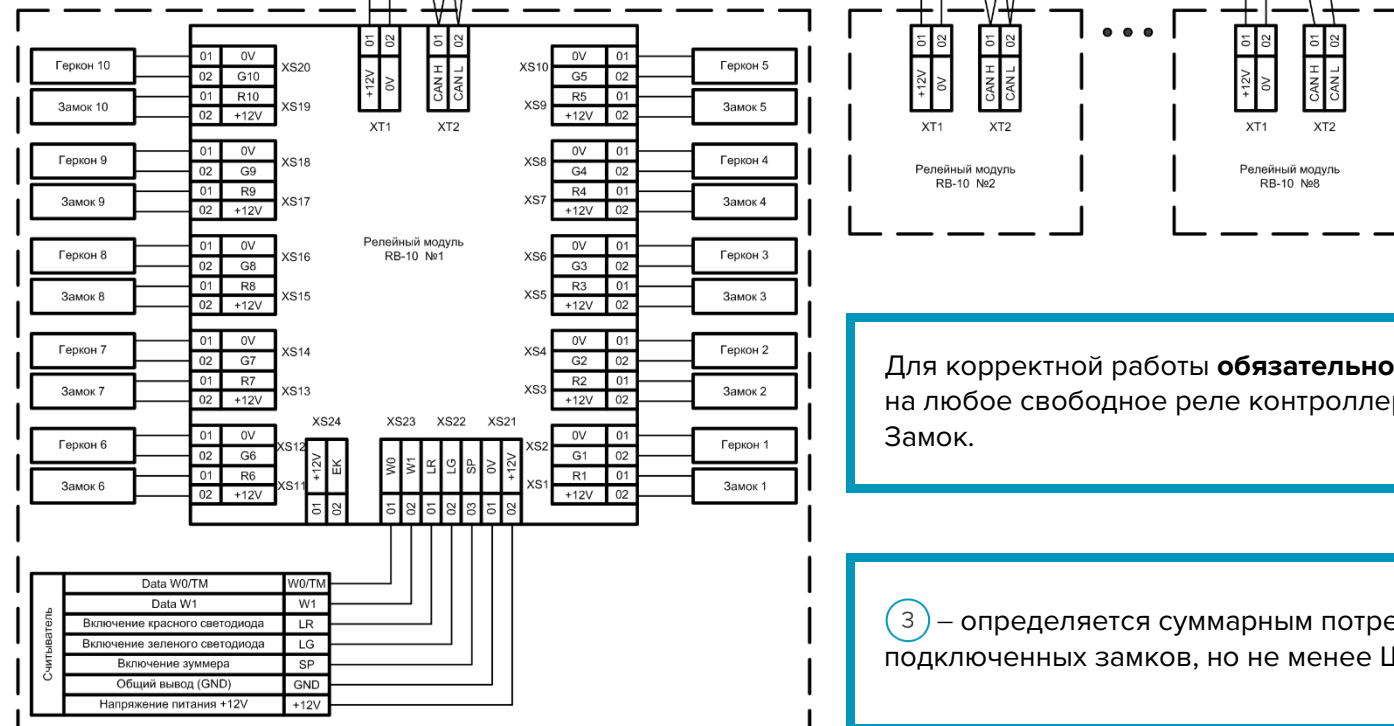 01 02 01 02
+12V 0V CAN H CAN L
XT1 XT2
Геркон 10
01 0V
02 G10
XS20
Замок 10
01 R10
02 +12V
XS19
Геркон 9
01 0V
02 G9
XS18
Замок 9
01 R9
02 +12V
XS17
Геркон 8
01 0V
02 G8
XS16
Замок 8
01 R8
02 +12V
XS15
Геркон 7
01 0V
02 G7
XS14
Замок 7
01 R7
02 +12V
XS13
Геркон 6
01 0V
02 G6
XS12
Замок 6
01 R6
02 +12V
XS11
Релейный модуль
RB-10 №1
XS10
0V 01
G5 02
Геркон 5
XS9
R5 01
+12V 02
Замок 5
XS8
0V 01
G4 02
Геркон 4
XS7
R4 01
+12V 02
Замок 4
XS6
0V 01
G3 02
Геркон 3
XS5
R3 01
+12V 02
Замок 3
XS4
0V 01
G2 02
Геркон 2
XS3
R2 01
+12V 02
Замок 2
XS2
0V 01
G1 02
Геркон 1
XS1
R1 01
+12V 02
Замок 1
XS24 XS23 XS22 XS21
+12V EK W0 W1 LR LG SP 0V +12V
01 02 01 02 01 02 03 01 02
Считыватель
Data W0/TM W0/TM
Data W1 W1
Включение красного светодиода LR
Включение зеленого светодиода LG
Включение зуммера SP
Общий вывод (GND) GND
Напряжение питания +12V +12V
01 02 01 02
+12V 0V CAN H CAN L
XT1 XT2
Релейный модуль
RB-10 №2
01 02 01 02
+12V 0V CAN H CAN L
XT1 XT2
Релейный модуль
RB-10 №8
Для корректной работы обязательно
на любое свободное реле контроллер
Замок.
3 – определяется суммарным потре
подключенных замков, но не менее